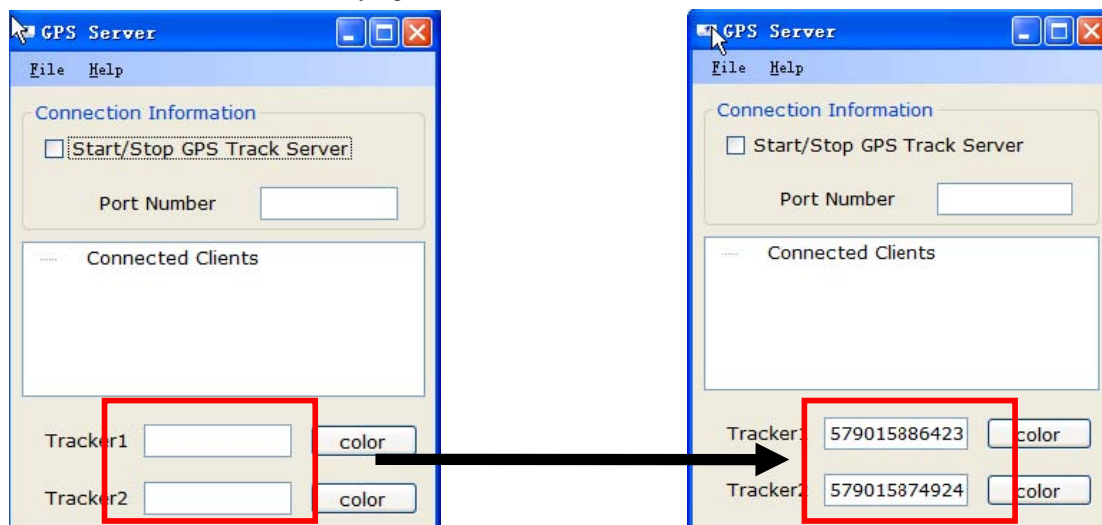 GPS Server
File Help
Connection Information
Start/Stop GPS Track Server
Port Number
Connected Clients
Tracker1 color
Tracker2 color
GPS Server
File Help
Connection Information
Start/Stop GPS Track Server
Port Number
Connected Clients
Tracker1 579015886423 color
Tracker2 579015874924 color